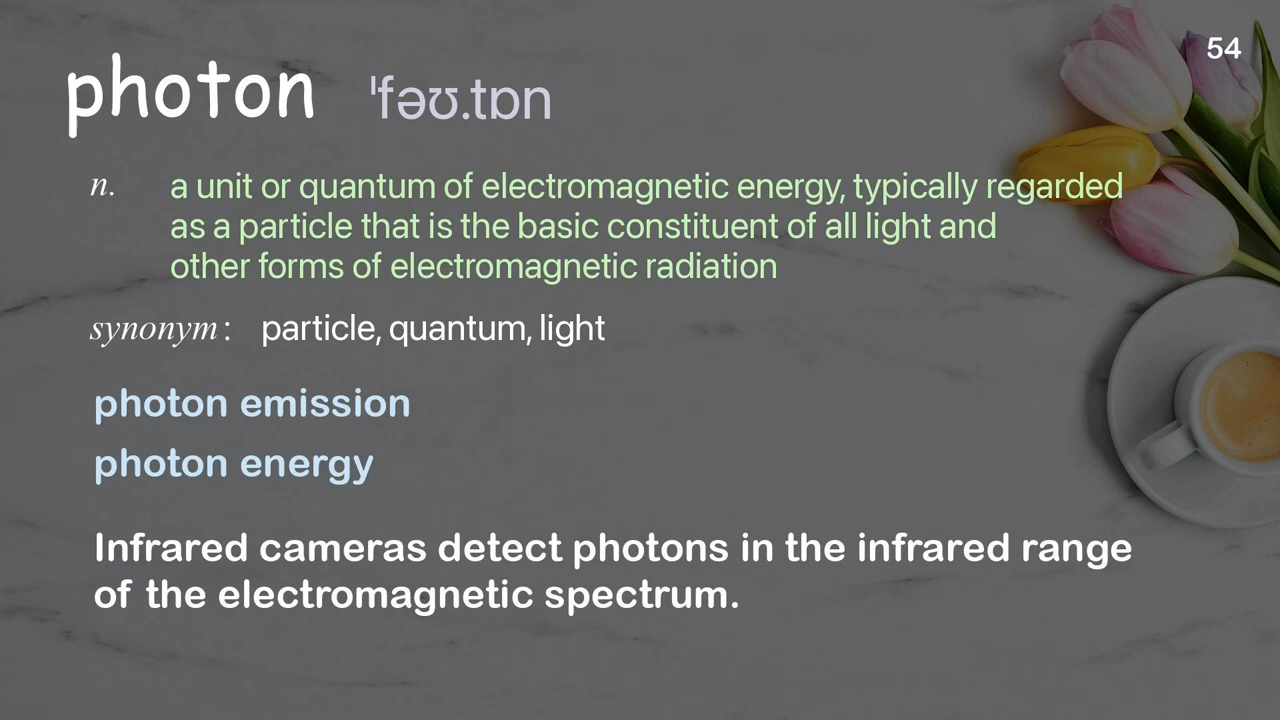 54
photon ˈfəʊ.tɒn
n. a unit or quantum of electromagnetic energy, typically regarded
as a particle that is the basic constituent of all light and
other forms of electromagnetic radiation
synonym: particle, quantum, light
photon emission
photon energy
Infrared cameras detect photons in the infrared range
of the electromagnetic spectrum.